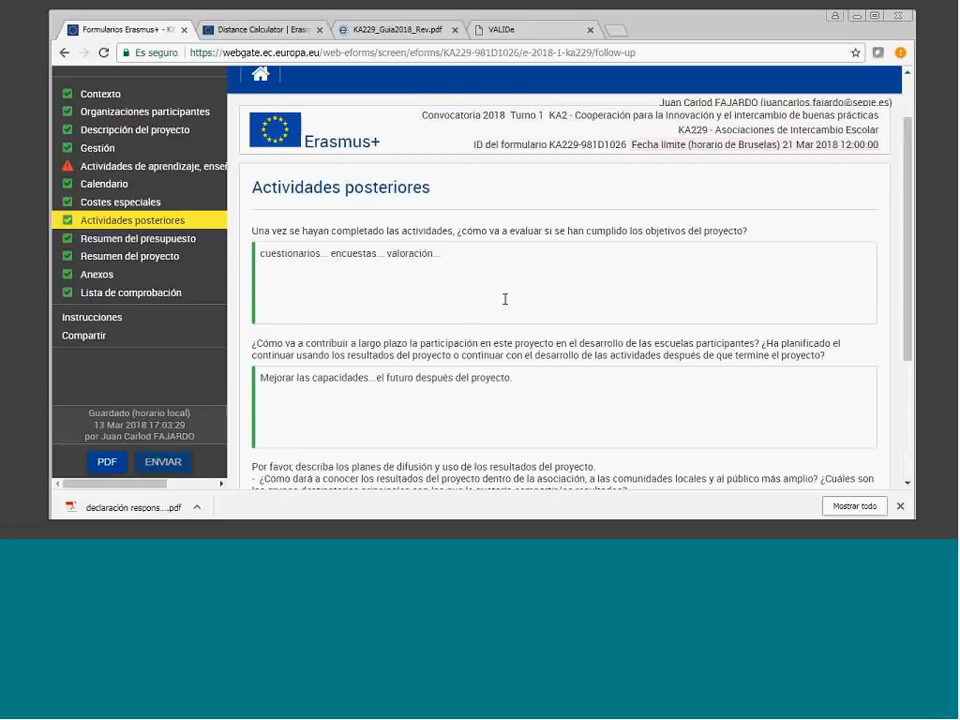 Formularios Erasmus+ - K/
Distance Calculator | Erasm
KA229_Guia2018_Rev.pdf
VALIDe
Es seguro
https://webgate.ec.europa.eu/web-eforms/screen/eforms/KA229-981D1026/e-2018-1-ka229/follow-up
Contexto
Organizaciones participantes
Descripción del proyecto
Gestión
Actividades de aprendizaje, enseñ
Calendario
Costes especiales
Actividades posteriores
Resumen del presupuesto
Resumen del proyecto
Anexos
Lista de comprobación
Instrucciones
Compartir
Guardado (horario local)
13 Mar 2018 17:03:29
por Juan Carlod FAJARDO
PDF
ENVIAR
Juan Carlod FAJARDO (juancarlos.fajardo@sepie.es)
Erasmus+
Convocatoria 2018 Turno 1 KA2 - Cooperación para la Innovación y el intercambio de buenas prácticas
KA229 - Asociaciones de Intercambio Escolar
ID del formulario KA229-981D1026 Fecha límite (horario de Bruselas) 21 Mar 2018 12:00:00
Actividades posteriores
Una vez se hayan completado las actividades, ¿cómo va a evaluar si se han cumplido los objetivos del proyecto?
cuestionarios... encuestas... valoración...
¿Cómo va a contribuir a largo plazo la participación en este proyecto en el desarrollo de las escuelas participantes? ¿Ha planificado el
continuar usando los resultados del proyecto o continuar con el desarrollo de las actividades después de que termine el proyecto?
Mejorar las capacidades...el futuro después del proyecto.
Por favor, describa los planes de difusión y uso de los resultados del proyecto.
- ¿Cómo dará a conocer los resultados del proyecto dentro de la asociación, a las comunidades locales y al público más amplio? ¿Cuáles son
declaración respons....pdf
Mostrar todo